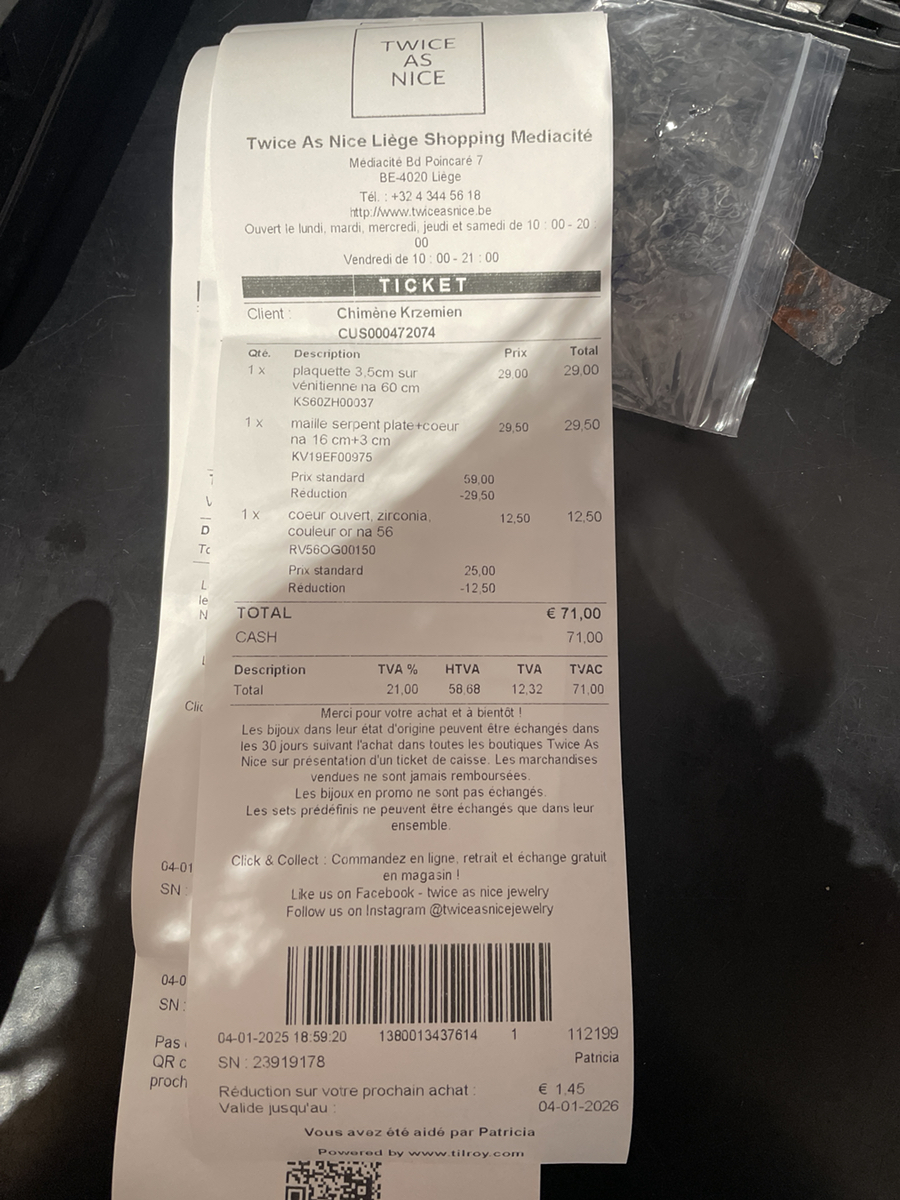 TWICE
AS
NICE
Twice As Nice Liège Shopping Mediacité
Médiacité Bd Poincaré 7
BE-4020 Liège
Tél. : +32 4 344 56 18
http://www.twiceasnice.be
Ouvert le lundi, mardi, mercredi, jeudi et samedi de 10 : 00 - 20 :
00
Vendredi de 10 : 00 - 21 : 00
TICKET
Client : Chimène Krzemien
CUS000472074
Qté. Description Prix Total
1 x plaquette 3,5cm sur 29,00 29,00
vénitienne na 60 cm
KS60ZH00037
1 x maille serpent plate+coeur 29,50 29,50
na 16 cm+3 cm
KV19EF00975
Prix standard 59,00
Réduction -29,50
1 x coeur ouvert, zirconia, 12,50 12,50
couleur or na 56
RV56OG00150
Prix standard 25,00
Réduction -12,50
TOTAL € 71,00
CASH 71,00
Description TVA % HTVA TVA TVAC
Total 21,00 58,68 12,32 71,00
Merci pour votre achat et à bientôt !
Les bijoux dans leur état d'origine peuvent être échangés dans
les 30 jours suivant l'achat dans toutes les boutiques Twice As
Nice sur présentation d'un ticket de caisse. Les marchandises
vendues ne sont jamais remboursées.
Les bijoux en promo ne sont pas échangés.
Les sets prédéfinis ne peuvent être échangés que dans leur
ensemble.
Click & Collect : Commandez en ligne, retrait et échange gratuit
en magasin !
Like us on Facebook - twice as nice jewelry
Follow us on Instagram @twiceasnicejewelry
04-01-2025 18:59:20 1380013437614 1 112199
SN : 23919178 Patricia
Réduction sur votre prochain achat : € 1,45
Valide jusqu'au : 04-01-2026
Vous avez été aidé par Patricia
Powered by www.tilroy.com
D
To
L
le
N
Clic
04-01
SN :
04-0
SN :
Pas
QR c
proch